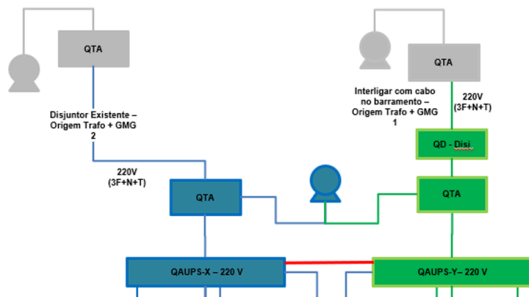 QTA
QTA
Disjuntor Existente –
Origem Trafo + GMG
2
Interligar com cabo
no barramento –
Origem Trafo + GMG
1
220V
(3F+N+T)
QD - Disj.
220V
(3F+N+T)
QTA
QTA
QAUPS-X – 220 V
QAUPS-Y– 220 V